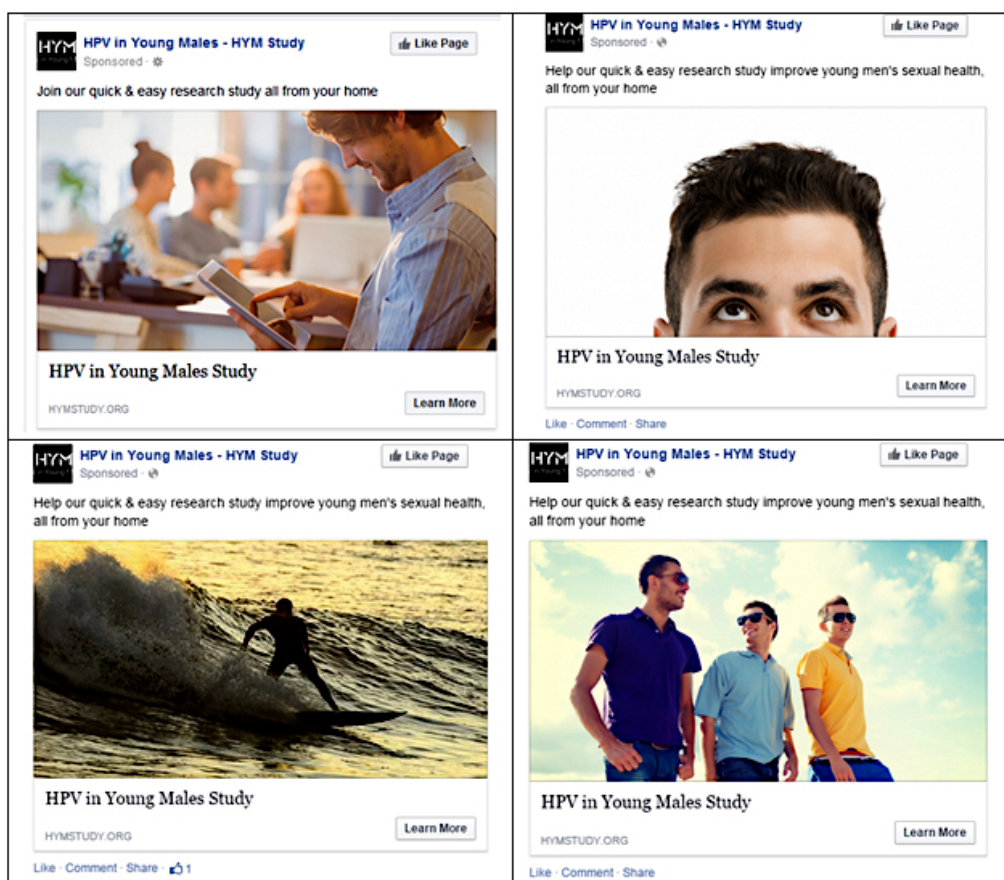 HYM
HPV in Young Males - HYM Study
Like Page
Sponsored ·
Join our quick & easy research study all from your home
HPV in Young Males Study
HYMSTUDY.ORG
Learn More
HYM
HPV in Young Males - HYM Study
Like Page
Sponsored ·
Help our quick & easy research study improve young men's sexual health,
all from your home
HPV in Young Males Study
HYMSTUDY.ORG
Learn More
Like · Comment · Share
HYM
HPV in Young Males - HYM Study
Like Page
Sponsored ·
Help our quick & easy research study improve young men's sexual health,
all from your home
HPV in Young Males Study
HYMSTUDY.ORG
Learn More
Like · Comment · Share · 1
HYM
HPV in Young Males - HYM Study
Like Page
Sponsored ·
Help our quick & easy research study improve young men's sexual health,
all from your home
HPV in Young Males Study
HYMSTUDY.ORG
Learn More
Like · Comment · Share